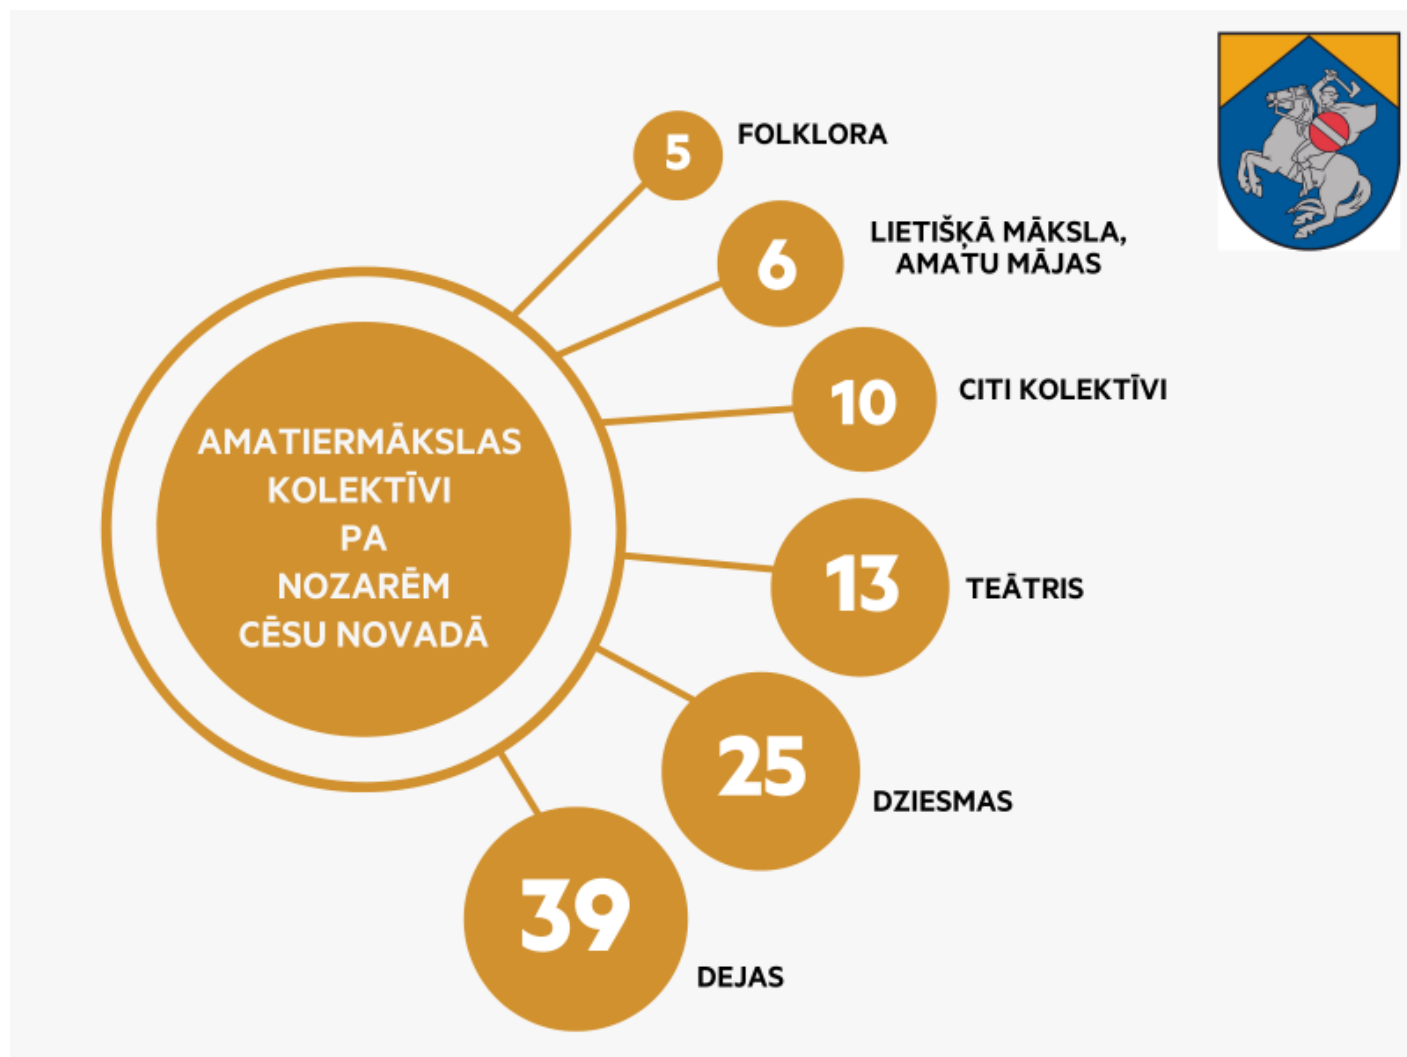 5
FOLKLORA
6
LIETIŠĶĀ MĀKSLA,
AMATU MĀJAS
10
CITI KOLEKTĪVI
AMATIERMĀKSLAS
KOLEKTĪVI
PA
NOZARĒM
CĒSU NOVADĀ
13
TEĀTRIS
25
DZIESMAS
39
DEJAS